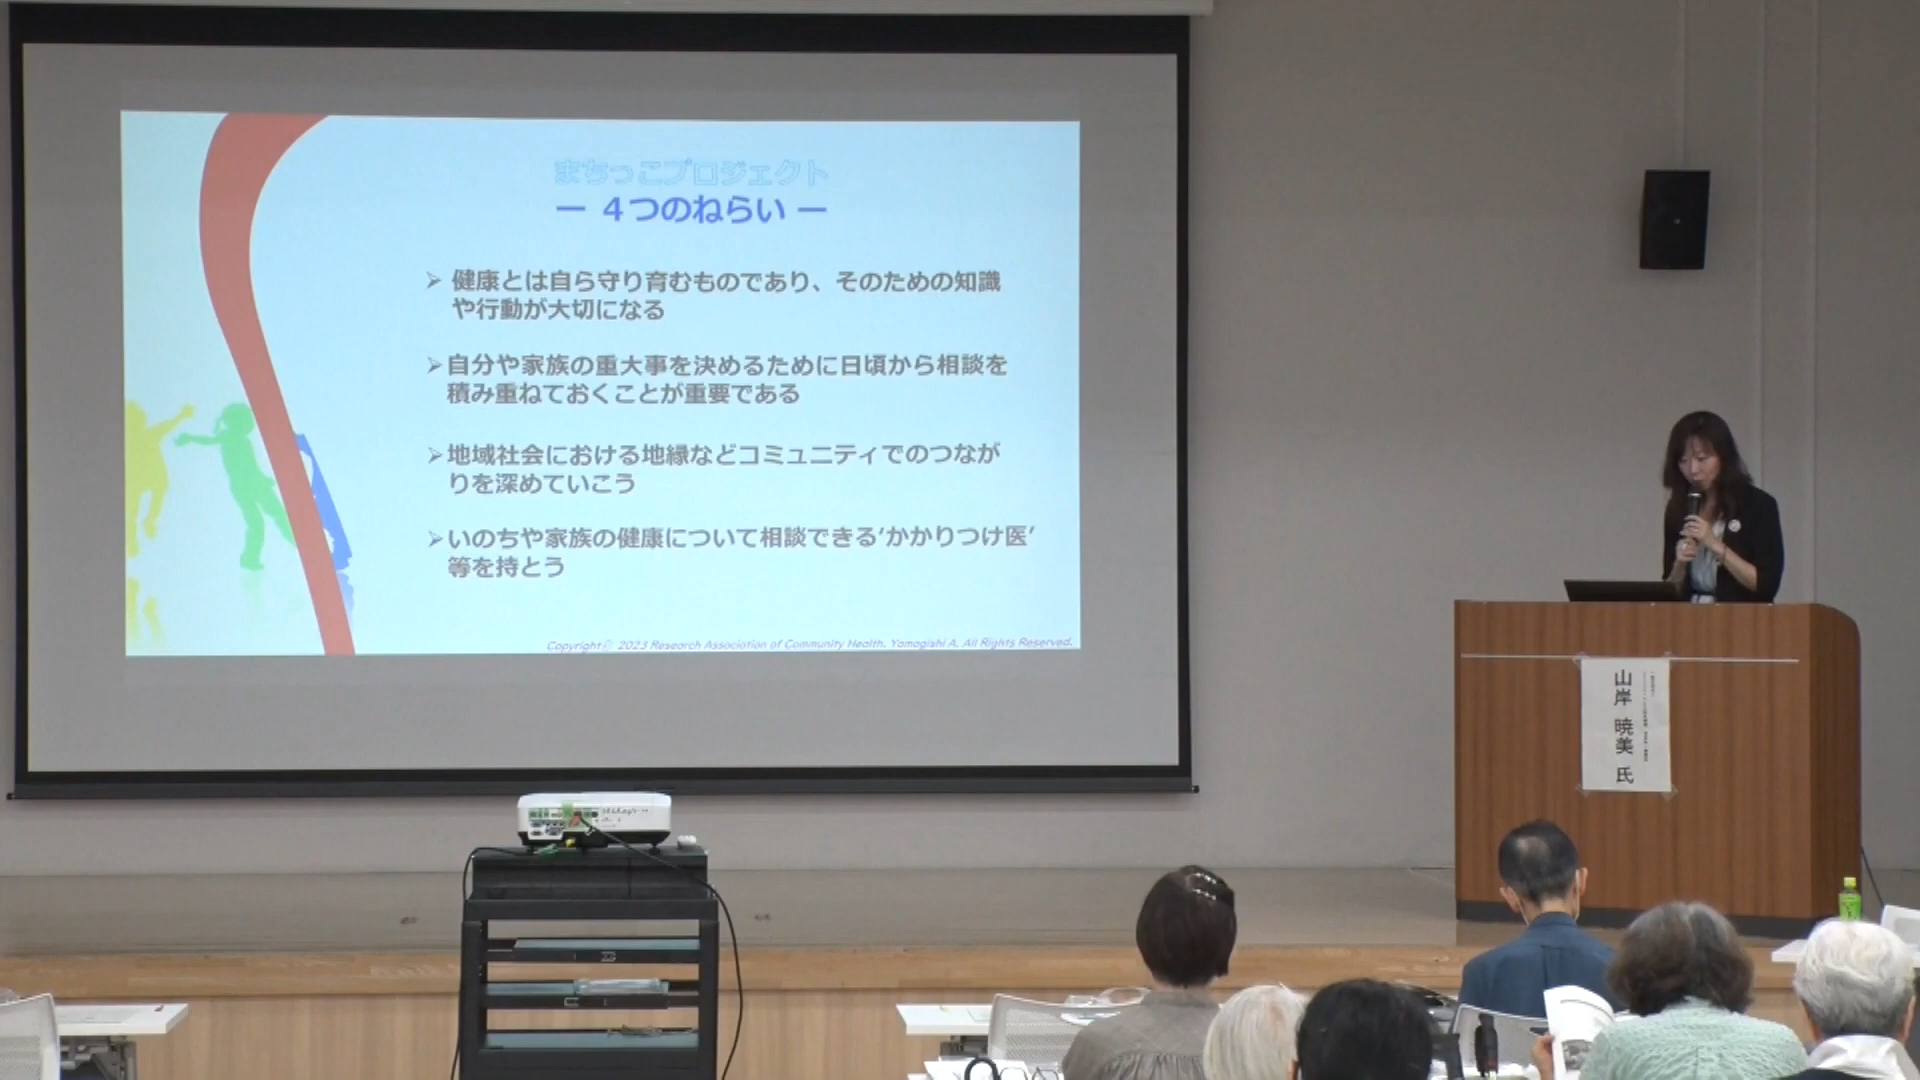 まちっこプロジェクト
ー 4つのねらい ー
➢ 健康とは自ら守り育むものであり、そのための知識
や行動が大切になる
➢自分や家族の重大事を決めるために日頃から相談を
積み重ねておくことが重要である
➢地域社会における地縁などコミュニティでのつなが
りを深めていこう
➢いのちや家族の健康について相談できる‘かかりつけ医’
等を持とう
Copyright© 2023 Research Association of Community Health, Yamagishi A. All Rights Reserved.
山岸 暁美 氏